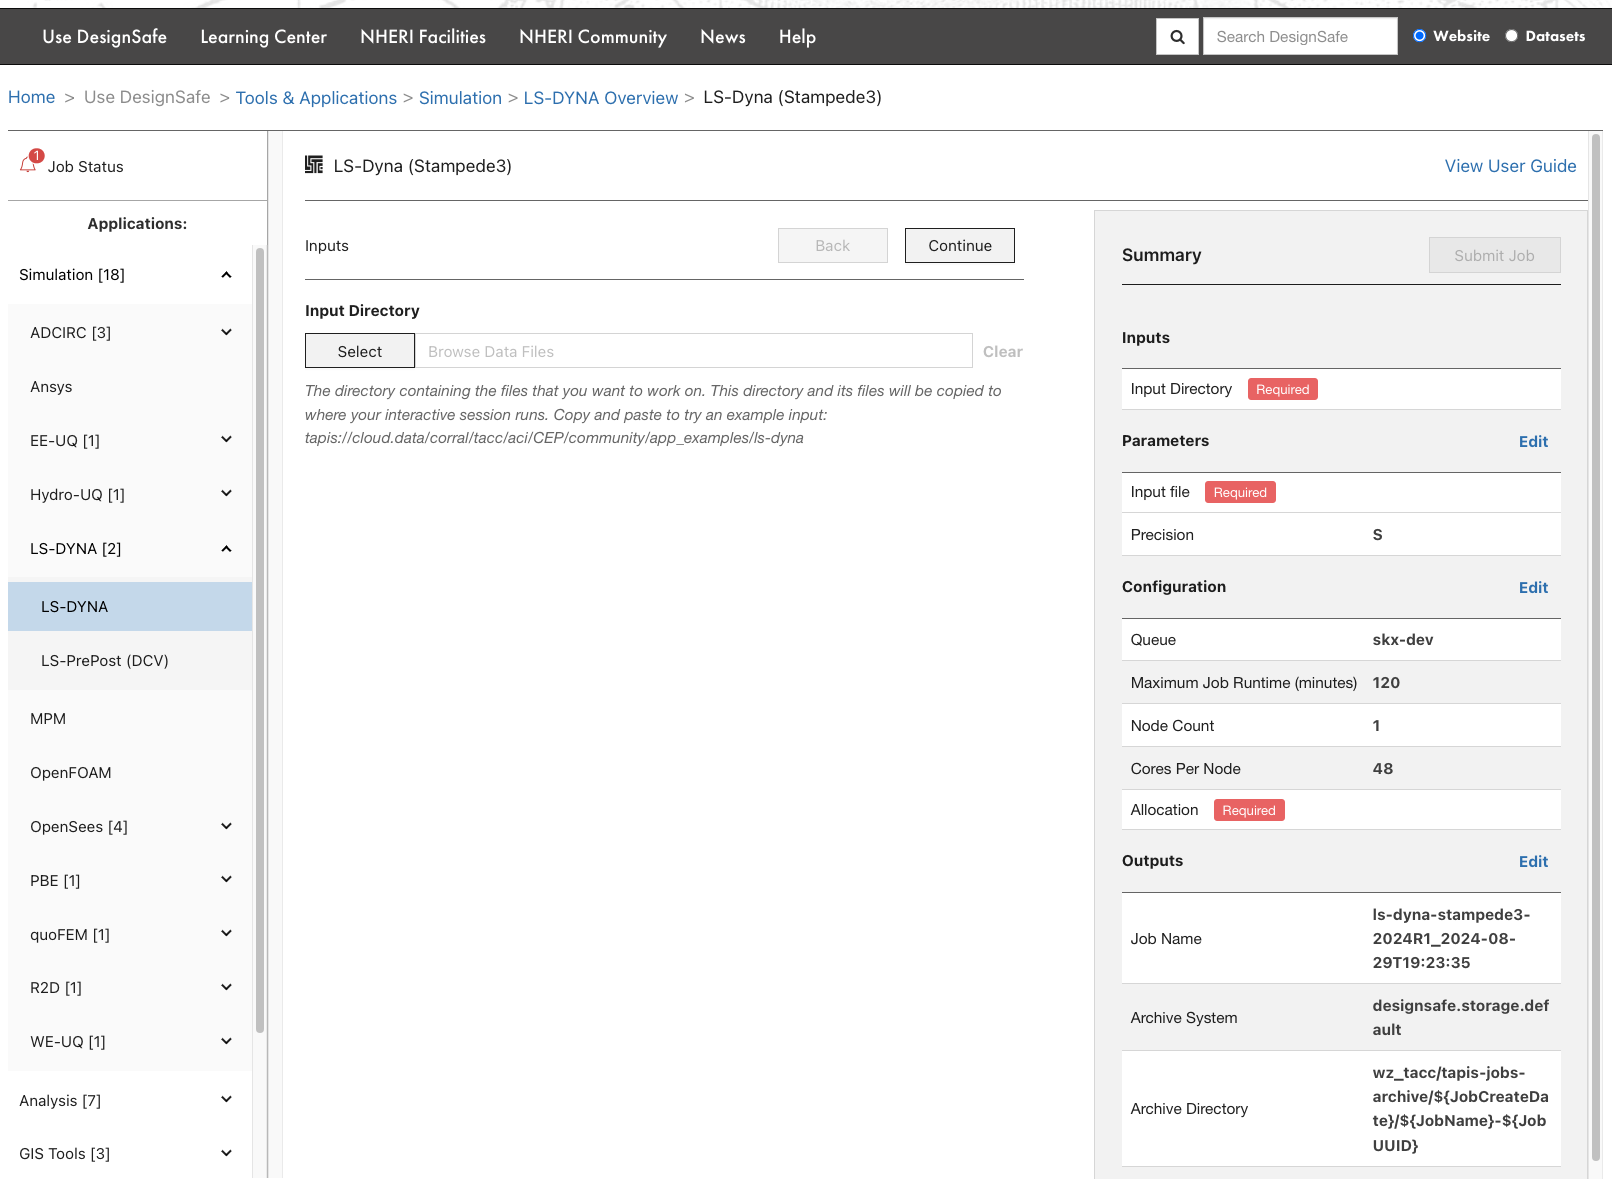 Use DesignSafe Learning Center NHERI Facilities NHERI Community News Help Search DesignSafe Website Datasets
Home > Use DesignSafe > Tools & Applications > Simulation > LS-DYNA Overview > LS-Dyna (Stampede3)
1
Job Status
Applications:
Simulation [18]
ADCIRC [3]
Ansys
EE-UQ [1]
Hydro-UQ [1]
LS-DYNA [2]
LS-DYNA
LS-PrePost (DCV)
MPM
OpenFOAM
OpenSees [4]
PBE [1]
quoFEM [1]
R2D [1]
WE-UQ [1]
Analysis [7]
GIS Tools [3]
LS-Dyna (Stampede3)
View User Guide
Inputs
Back
Continue
Input Directory
Select
Browse Data Files
Clear
The directory containing the files that you want to work on. This directory and its files will be copied to
where your interactive session runs. Copy and paste to try an example input:
tapis://cloud.data/corral/tacc/aci/CEP/community/app_examples/ls-dyna
Summary
Submit Job
Inputs
Input Directory Required
Parameters Edit
Input file Required
Precision S
Configuration Edit
Queue skx-dev
Maximum Job Runtime (minutes) 120
Node Count 1
Cores Per Node 48
Allocation Required
Outputs Edit
Job Name
ls-dyna-stampede3-
2024R1_2024-08-
29T19:23:35
Archive System
designsafe.storage.def
ault
Archive Directory
wz_tacc/tapis-jobs-
archive/${JobCreateDa
te}/${JobName}-${Job
UUID}